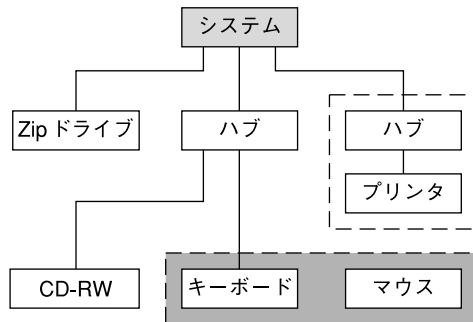 システム
Zip ドライブ
ハブ
ハブ
プリンタ
CD-RW
キーボード
マウス